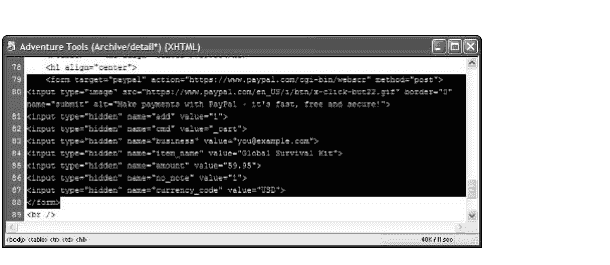 Adventure Tools (Archive/detail*) (XHTML)
78 <h1 align="center">
79 <form target="paypal" action="https://www.paypal.com/cgi-bin/webscr" method="post">
80 <input type="image" src="https://www.paypal.com/en_US/i/btn/x-click-but22.gif" border="0"
name="submit" alt="Make payments with PayPal - it's fast, free and secure!">
81 <input type="hidden" name="add" value="1">
82 <input type="hidden" name="cmd" value="_cart">
83 <input type="hidden" name="business" value="you@example.com">
84 <input type="hidden" name="item_name" value="Global Survival Kit">
85 <input type="hidden" name="amount" value="59.95">
86 <input type="hidden" name="no_note" value="1">
87 <input type="hidden" name="currency_code" value="USD">
88 </form>
89 <br />
<body> <table> <tr> <td> <h1>
40K / 11 sec